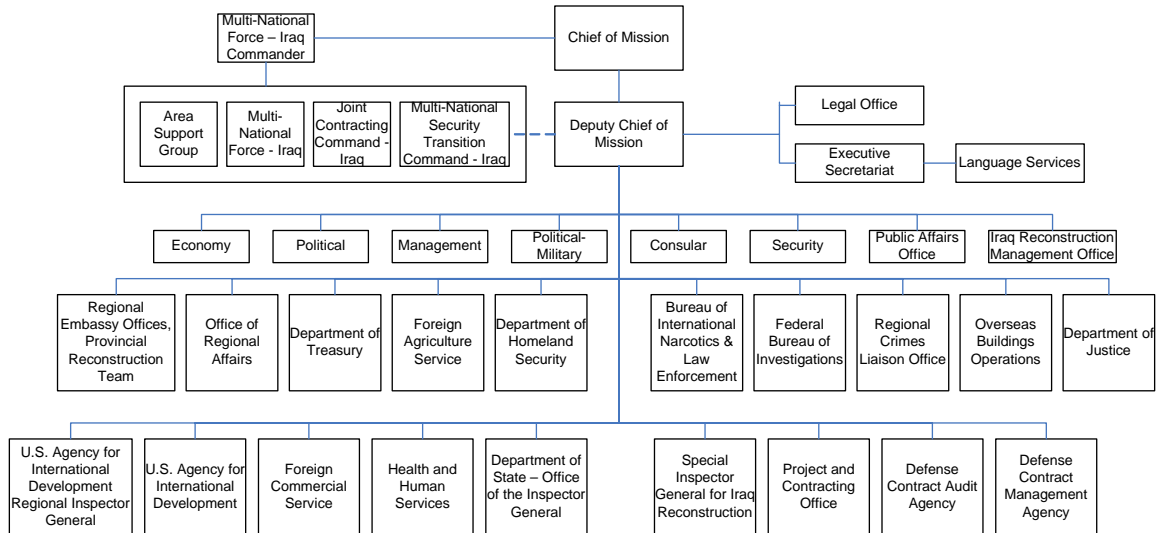 Multi-National
Force – Iraq
Commander
Chief of Mission
Area
Support
Group
Multi-
National
Force - Iraq
Joint
Contracting
Command -
Iraq
Multi-National
Security
Transition
Command - Iraq
Deputy Chief of
Mission
Legal Office
Executive
Secretariat
Language Services
Economy
Political
Management
Political-
Military
Consular
Security
Public Affairs
Office
Iraq Reconstruction
Management Office
Regional
Embassy Offices,
Provincial
Reconstruction
Team
Office of
Regional
Affairs
Department of
Treasury
Foreign
Agriculture
Service
Department of
Homeland
Security
Bureau of
International
Narcotics &
Law
Enforcement
Federal
Bureau of
Investigations
Regional
Crimes
Liaison Office
Overseas
Buildings
Operations
Department of
Justice
U.S. Agency for
International
Development
Regional Inspector
General
U.S. Agency for
International
Development
Foreign
Commercial
Service
Health and
Human
Services
Department of
State – Office
of the Inspector
General
Special
Inspector
General for Iraq
Reconstruction
Project and
Contracting
Office
Defense
Contract Audit
Agency
Defense
Contract
Management
Agency